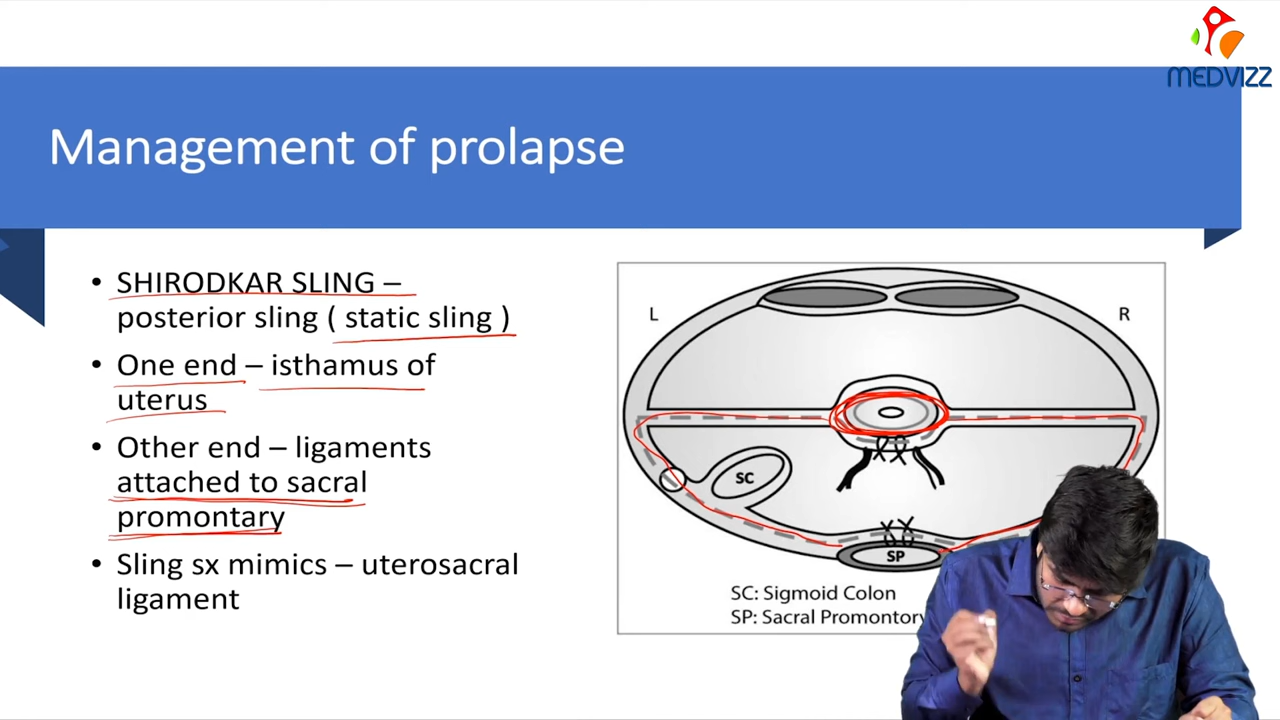 MEDVIZZ
Management of prolapse
• SHIRODKAR SLING –
posterior sling ( static sling )
• One end – isthamus of
uterus
• Other end – ligaments
attached to sacral
promontary
• Sling sx mimics – uterosacral
ligament
L
R
SC
SP
SC: Sigmoid Colon
SP: Sacral Promontory